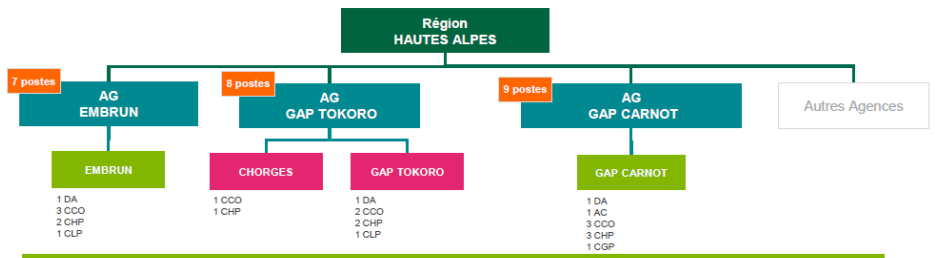 Région
HAUTES ALPES
7 postes
AG
EMBRUN
8 postes
AG
GAP TOKORO
9 postes
AG
GAP CARNOT
Autres Agences
EMBRUN
1 DA
3 CCO
2 CHP
1 CLP
CHORGES
1 CCO
1 CHP
GAP TOKORO
1 DA
2 CCO
2 CHP
1 CLP
GAP CARNOT
1 DA
1 AC
3 CCO
3 CHP
1 CGP